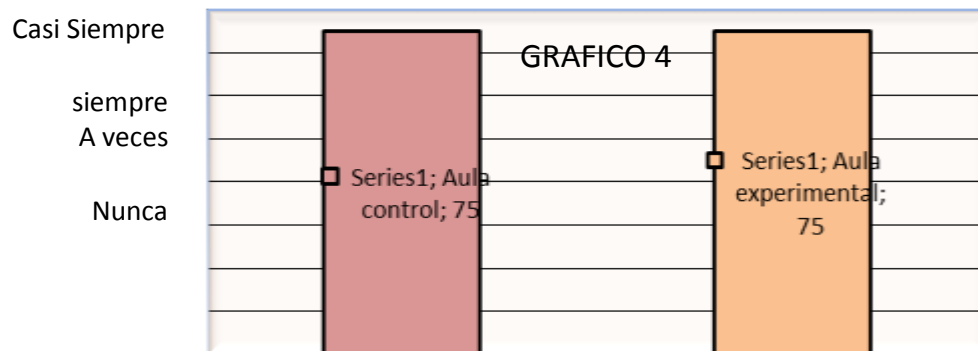 Casi Siempre
siempre
A veces
Nunca
GRAFICO 4
Series1; Aula
control; 75
Series1; Aula
experimental;
75